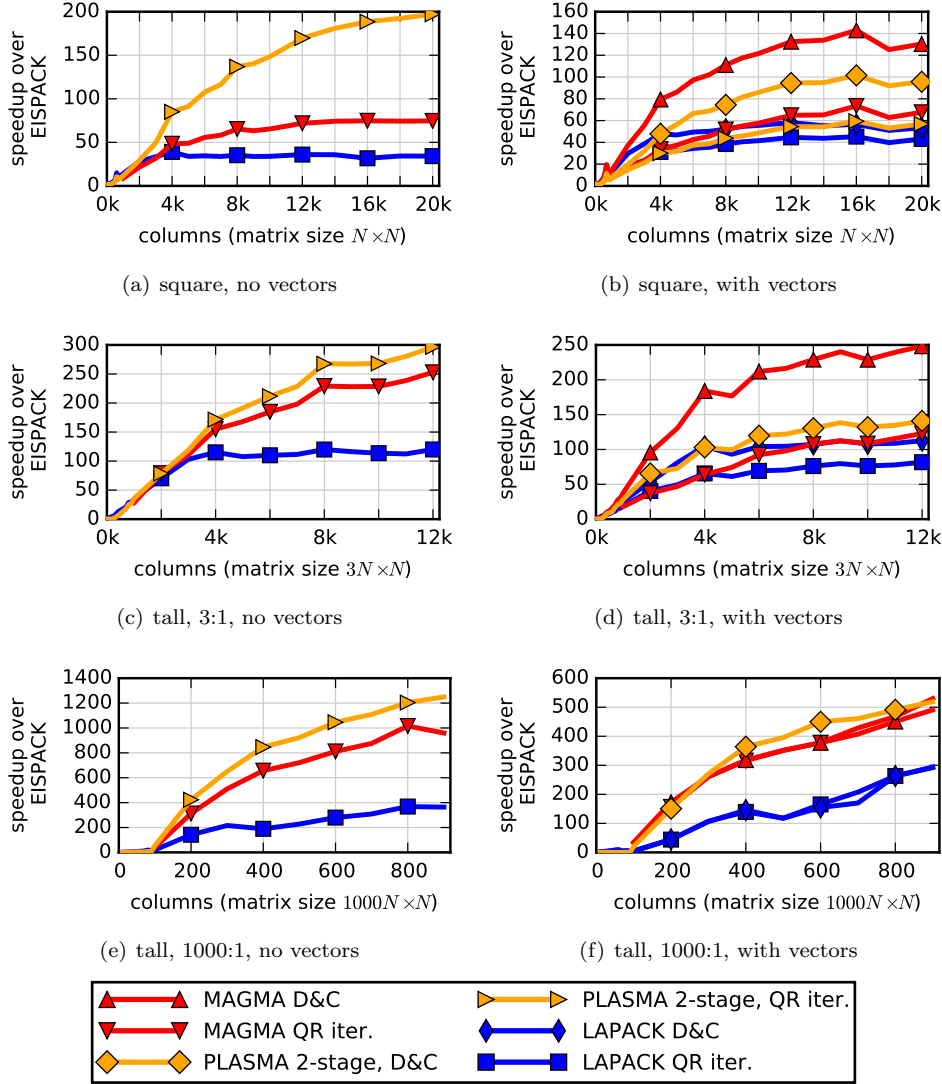 speedup over
EISPACK
200
150
100
50
0
0k 4k 8k 12k 16k 20k
columns (matrix size N×N)
(a) square, no vectors
speedup over
EISPACK
160
140
120
100
80
60
40
20
0
0k 4k 8k 12k 16k 20k
columns (matrix size N×N)
(b) square, with vectors
speedup over
EISPACK
300
250
200
150
100
50
0
0k 4k 8k 12k
columns (matrix size 3N×N)
(c) tall, 3:1, no vectors
speedup over
EISPACK
250
200
150
100
50
0
0k 2k 4k 6k 8k 10k 12k
columns (matrix size 3N×N)
(d) tall, 3:1, with vectors
speedup over
EISPACK
1400
1200
1000
800
600
400
200
0
0 200 400 600 800
columns (matrix size 1000N×N)
(e) tall, 1000:1, no vectors
speedup over
EISPACK
600
500
400
300
200
100
0
0 200 400 600 800
columns (matrix size 1000N×N)
(f) tall, 1000:1, with vectors
MAGMA D&C
MAGMA QR iter.
PLASMA 2-stage, D&C
PLASMA 2-stage, QR iter.
LAPACK D&C
LAPACK QR iter.